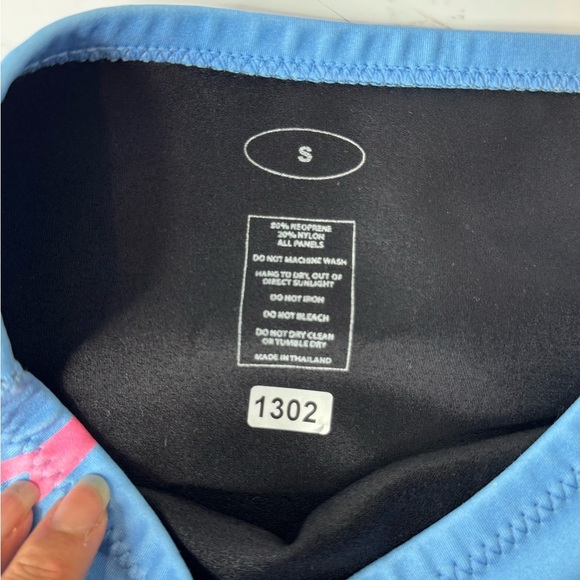 S
80% NEOPRENE
20% NYLON
ALL PANELS
DO NOT MACHINE WASH
HANG TO DRY, OUT OF
DIRECT SUNLIGHT
DO NOT IRON
DO NOT BLEACH
DO NOT DRY CLEAN
OR TUMBLE DRY
MADE IN THAILAND
1302